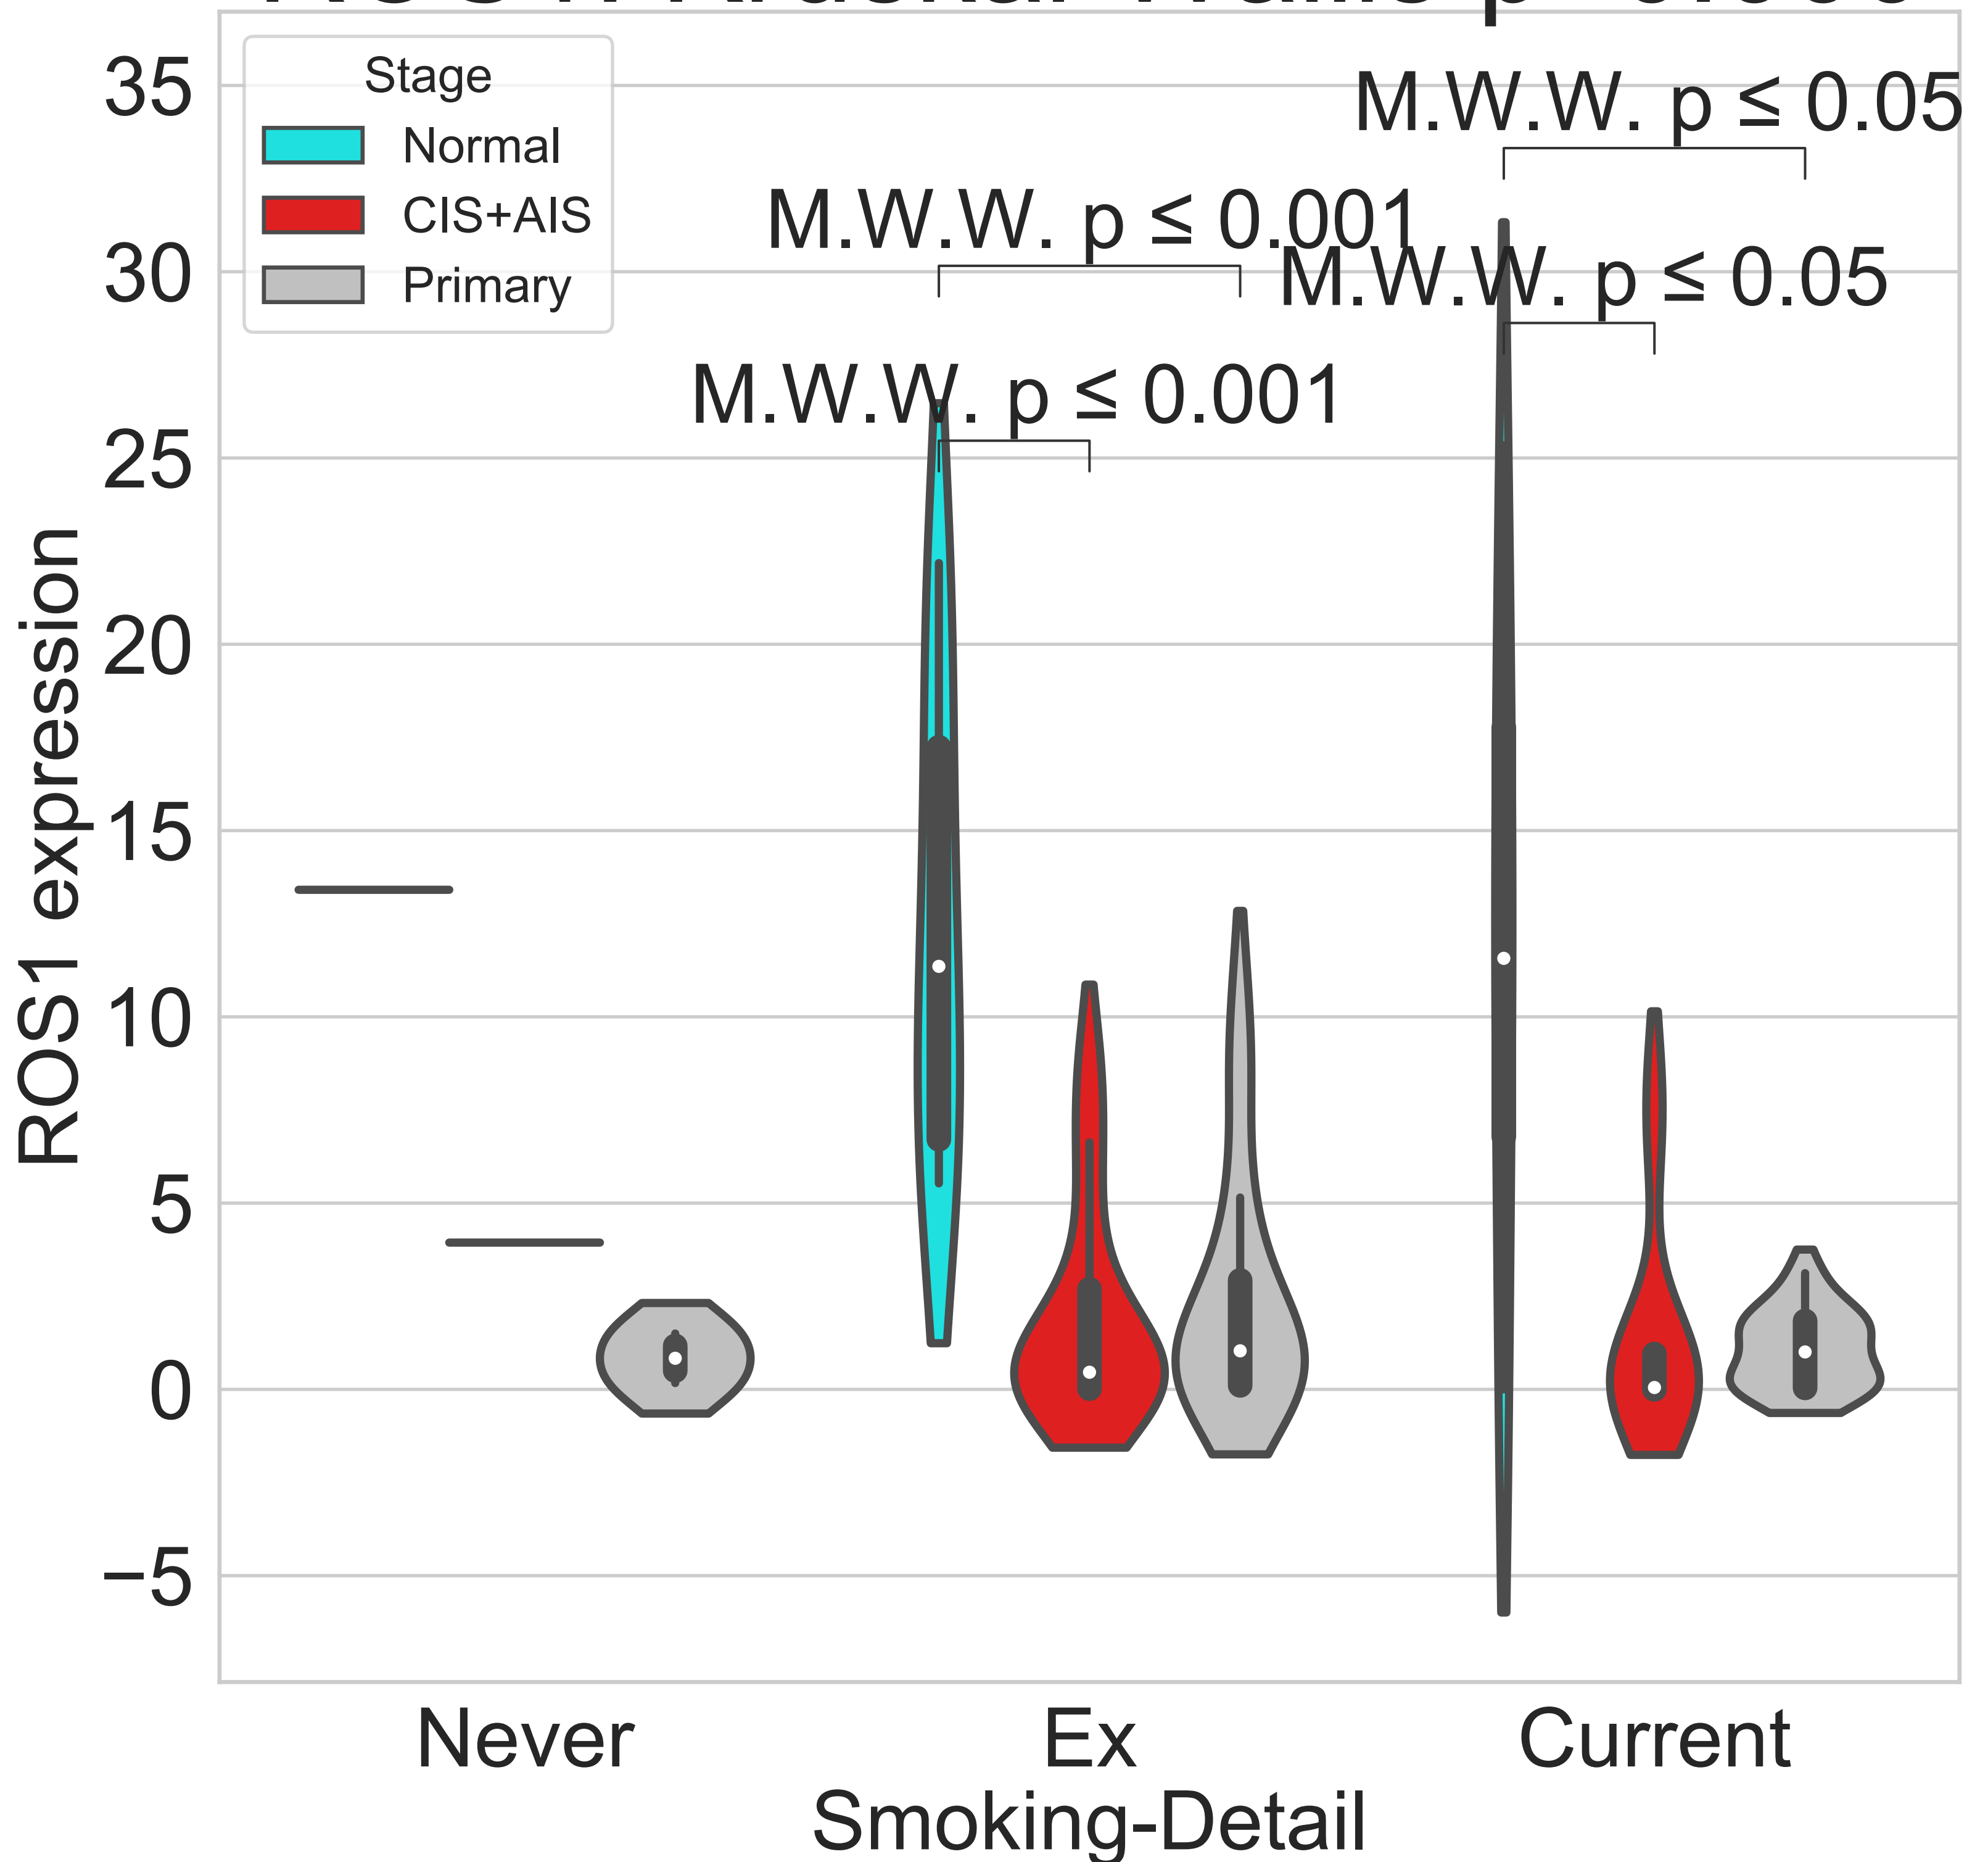 35
30
25
20
15
10
5
0
−5
ROS1 expression
Stage
Normal
CIS+AIS
Primary
M.W.W. p ≤ 0.05
M.W.W. p ≤ 0.001
M.W.W. p ≤ 0.05
M.W.W. p ≤ 0.001
Never
Ex
Current
Smoking-Detail